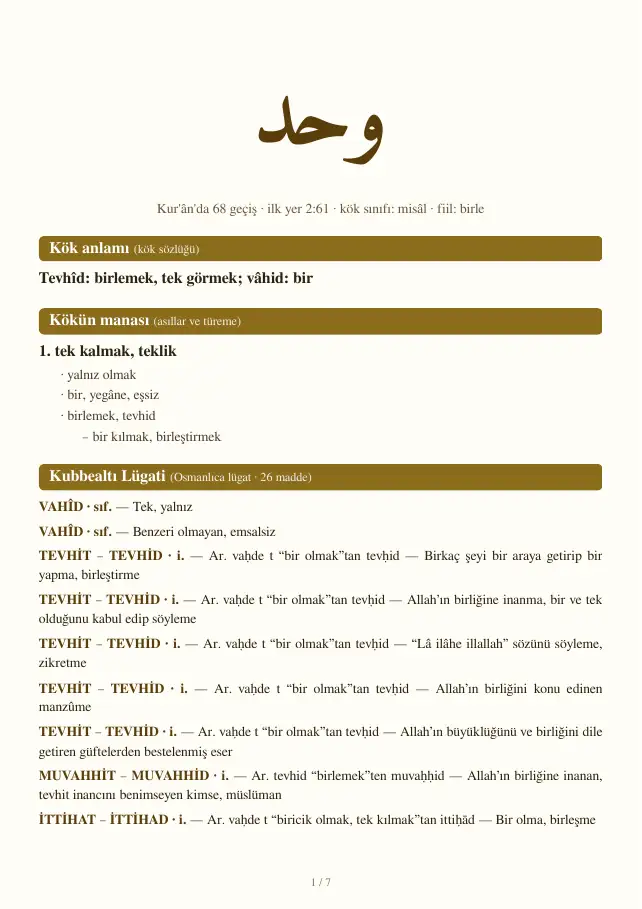 وحد
Kur'ân'da 68 geçiş · ilk yer 2:61 · kök sınıfı: misâl · fiil: birle
Kök anlamı (kök sözlüğü)
Tevhîd: birlemek, tek görmek; vâhid: bir
Kökün manası (asıllar ve türeme)
1. tek kalmak, teklik
· yalnız olmak
· bir, yegâne, eşsiz
· birlemek, tevhid
– bir kılmak, birleştirmek
Kubbealtı Lügati (Osmanlıca lügat · 26 madde)
VAHÎD · sıf. — Tek, yalnız
VAHÎD · sıf. — Benzeri olmayan, emsalsiz
TEVHİT – TEVHİD · i. — Ar. vaḥde t “bir olmak”tan tevḥіd — Birkaç şeyi bir araya getirip bir
yapma, birleştirme
TEVHİT – TEVHİD · i. — Ar. vaḥde t “bir olmak”tan tevḥid — Allah’ın birliğine inanma, bir ve tek
olduğunu kabul edip söyleme
TEVHİT – TEVHİD · i. — Ar. vaḥde t “bir olmak”tan tevḥid — “Lâ ilâhe illallah” sözünü söyleme,
zikretme
TEVHİT – TEVHİD · i. — Ar. vaḥde t “bir olmak”tan tevḥid — Allah’ın birliğini konu edinen
manzûme
TEVHİT – TEVHİD · i. — Ar. vaḥde t “bir olmak”tan tevḥid — Allah’ın büyüklüğünü ve birliğini dile
getiren güftelerden bestelenmiş eser
MUVAHHİT – MUVAHHİD · i. — Ar. tevhid “birlemek”ten muvaḥḥid — Allah’ın birliğine inanan,
tevhit inancını benimseyen kimse, müslüman
İTTİHAT – İTTİHAD · i. — Ar. vaḥde t “biricik olmak, tek kılmak”tan ittiḥād — Bir olma, birleşme
1 / 7